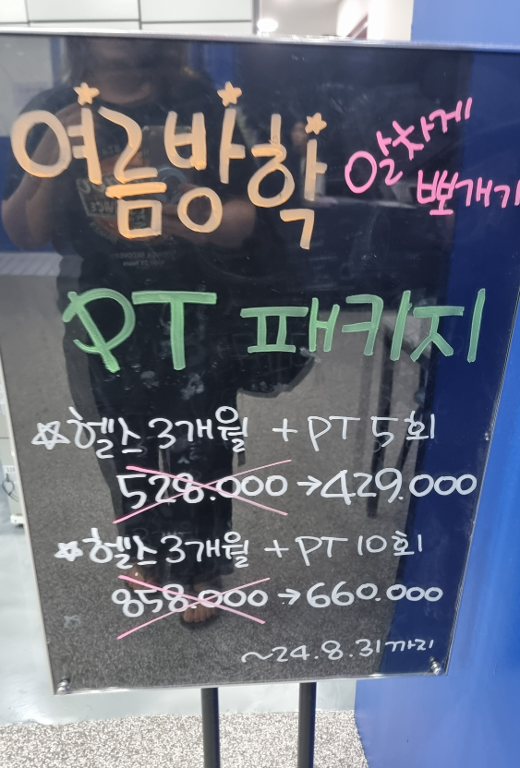 여름방학 알차게
뽀개기
PT 패키지
☆헬스 3개월 + PT 5회
528.000→429.000
☆헬스 3개월 + PT 10회
858.000→660.000
~24.8.31까지